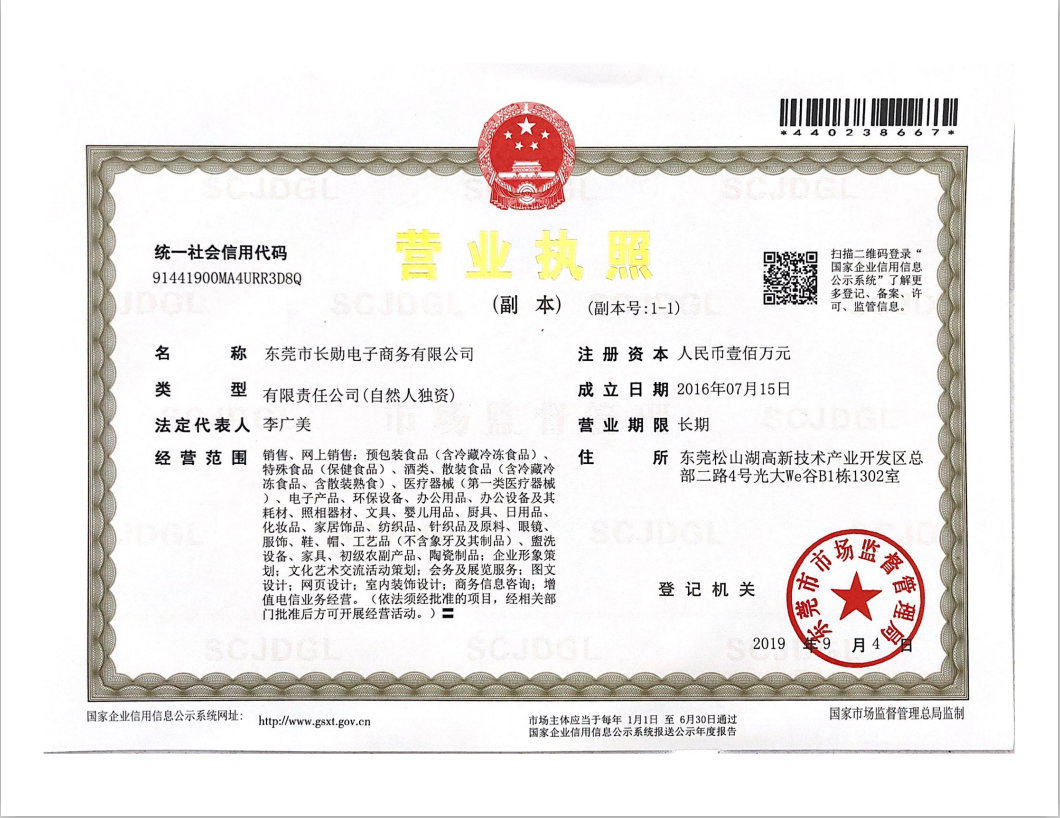 *440238667*
统一社会信用代码
91441900MA4URR3D8Q
营业执照
(副 本) (副本号:1-1)
扫描二维码登录“
国家企业信用信息
公示系统”了解更
多登记、备案、许
可、监管信息。
名 称 东莞市长勋电子商务有限公司
类 型 有限责任公司(自然人独资)
法定代表人 李广美
经营范围 销售、网上销售：预包装食品（含冷藏冷冻食品）、
特殊食品（保健食品）、酒类、散装食品（含冷藏冷
冻食品、含散装熟食）、医疗器械（第一类医疗器械
）、电子产品、环保设备、办公用品、办公设备及其
耗材、照相器材、文具、婴儿用品、厨具、日用品、
化妆品、家居饰品、纺织品、针织品及原料、眼镜、
服饰、鞋、帽、工艺品（不含象牙及其制品）、盥洗
设备、家具、初级农副产品、陶瓷制品；企业形象策
划；文化艺术交流活动策划；会务及展览服务；图文
设计；网页设计；室内装饰设计；商务信息咨询；增
值电信业务经营。（依法须经批准的项目，经相关部
门批准后方可开展经营活动。）
注册资本 人民币壹佰万元
成立日期 2016年07月15日
营业期限 长期
住 所 东莞松山湖高新技术产业开发区总
部二路4号光大We谷B1栋1302室
登记机关
东莞市市场监督管理局
2019 年 9 月 4 日
SCJDGL
市场监督管理
国家企业信用信息公示系统网址： http://www.gsxt.gov.cn
市场主体应当于每年 1月1日 至 6月30日通过
国家企业信用信息公示系统报送公示年度报告
国家市场监督管理总局监制